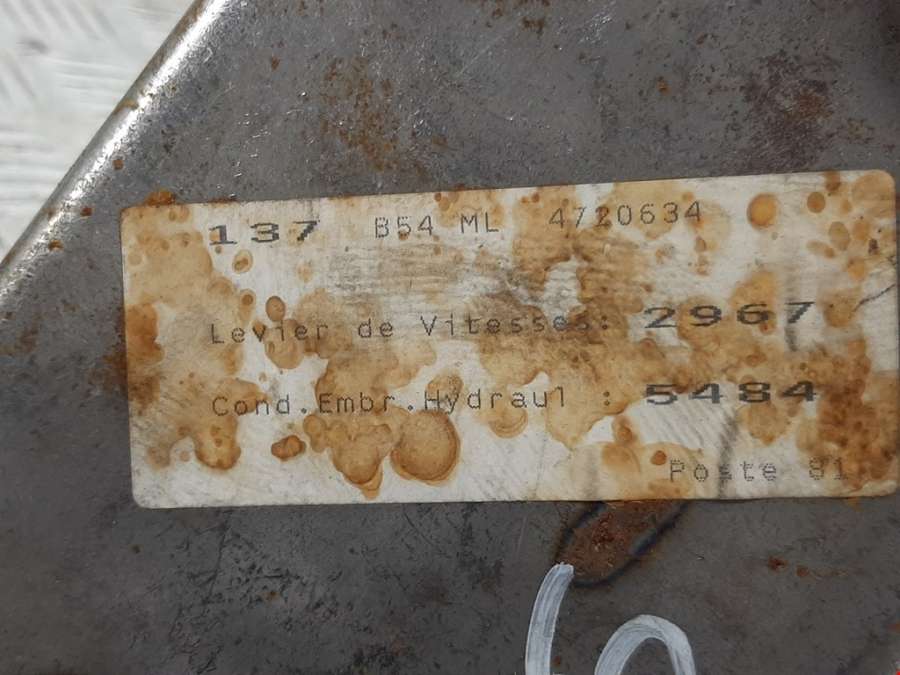 137 B54 ML 4720634
Levier de Vitesses: 2967
Cond.Embr.Hydraul : 5484
Poste 81